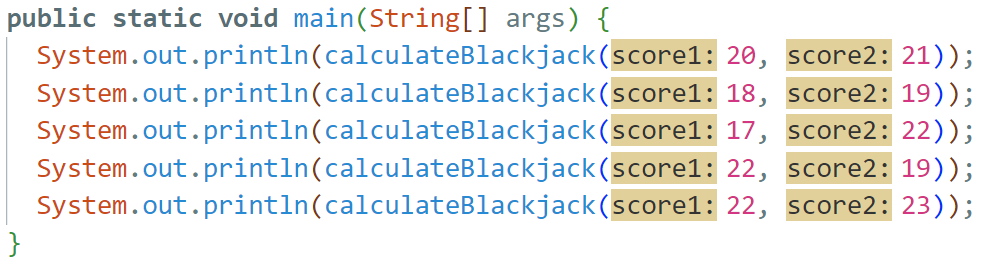 public static void main(String[] args) {
System.out.println(calculateBlackjack(score1: 20, score2: 21));
System.out.println(calculateBlackjack(score1: 18, score2: 19));
System.out.println(calculateBlackjack(score1: 17, score2: 22));
System.out.println(calculateBlackjack(score1: 22, score2: 19));
System.out.println(calculateBlackjack(score1: 22, score2: 23));
}